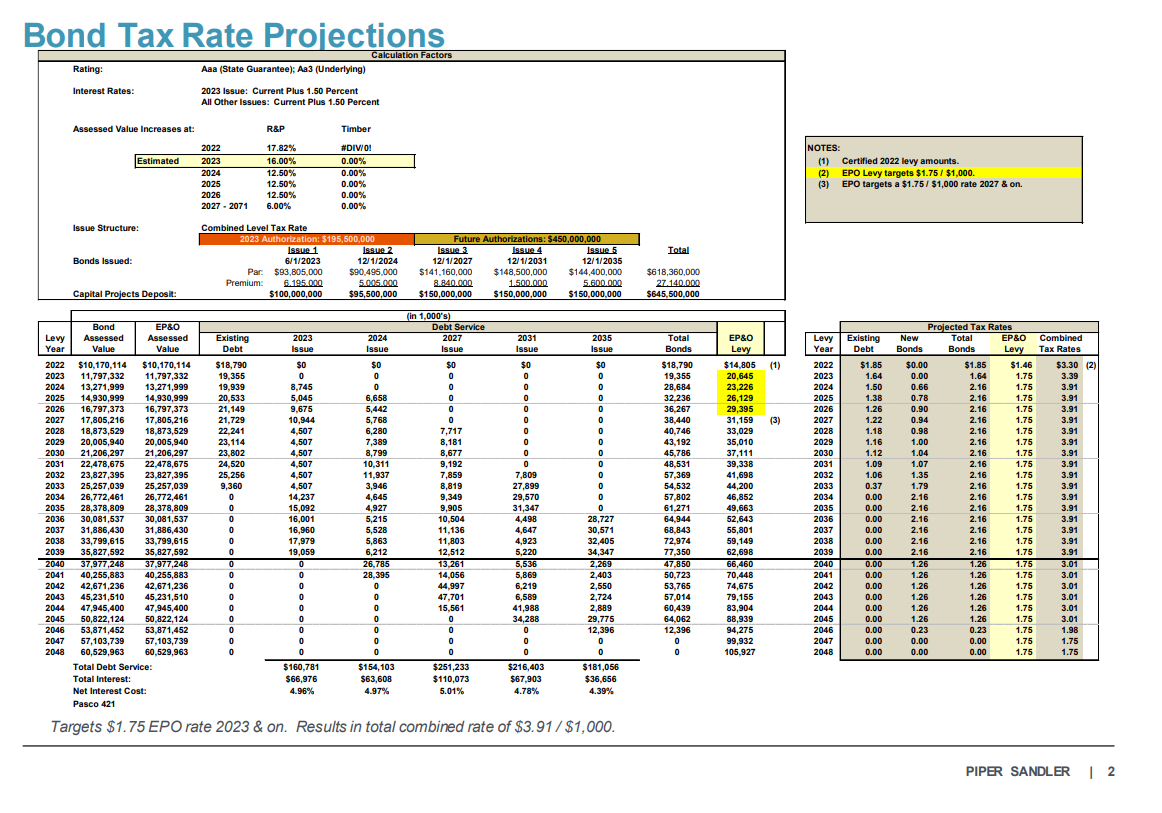 Bond Tax Rate Projections
Calculation Factors
Rating: Aaa (State Guarantee); Aa3 (Underlying)
Interest Rates: 2023 Issue: Current Plus 1.50 Percent
All Other Issues: Current Plus 1.50 Percent
Assessed Value Increases at: R&P Timber
2022 17.82% #DIV/0!
Estimated 2023 16.00% 0.00%
2024 12.50% 0.00%
2025 12.50% 0.00%
2026 12.50% 0.00%
2027 - 2071 6.00% 0.00%
NOTES:
(1) Certified 2022 levy amounts.
(2) EPO Levy targets $1.75 / $1,000.
(3) EPO targets a $1.75 / $1,000 rate 2027 & on.
Issue Structure: Combined Level Tax Rate
2023 Authorization: $195,500,000 Future Authorizations: $450,000,000
Issue 1 Issue 2 Issue 3 Issue 4 Issue 5 Total
Bonds Issued: 6/1/2023 12/1/2024 12/1/2027 12/1/2031 12/1/2035
Par: $93,805,000 $90,495,000 $141,160,000 $148,500,000 $144,400,000 $618,360,000
Premium: 6,195,000 5,005,000 8,840,000 1,500,000 5,600,000 27,140,000
Capital Projects Deposit: $100,000,000 $95,500,000 $150,000,000 $150,000,000 $150,000,000 $645,500,000
(in 1,000's)
Bond EP&O Debt Service
Levy Assessed Assessed Existing 2023 2024 2027 2031 2035 Total EP&O
Year Value Value Debt Issue Issue Issue Issue Issue Bonds Levy
2022 $10,170,114 $10,170,114 $18,790 $0 $0 $0 $0 $0 $18,790 $14,805 (1)
2023 11,797,332 11,797,332 19,355 0 0 0 0 0 19,355 20,645
2024 13,271,999 13,271,999 19,939 8,745 0 0 0 0 28,684 23,226
2025 14,930,999 14,930,999 20,533 5,045 6,658 0 0 0 32,236 26,129
2026 16,797,373 16,797,373 21,149 9,675 5,442 0 0 0 36,267 29,395
2027 17,805,216 17,805,216 21,729 10,944 5,768 0 0 0 38,440 31,159 (3)
2028 18,873,529 18,873,529 22,241 4,507 6,280 7,717 0 0 40,746 33,029
2029 20,005,940 20,005,940 23,114 4,507 7,389 8,181 0 0 43,192 35,010
2030 21,206,297 21,206,297 23,802 4,507 8,799 8,677 0 0 45,786 37,111
2031 22,478,675 22,478,675 24,520 4,507 10,311 9,192 0 0 48,531 39,338
2032 23,827,395 23,827,395 25,256 4,507 11,937 7,859 7,809 0 57,369 41,698
2033 25,257,039 25,257,039 9,360 4,507 3,946 8,819 27,899 0 54,532 44,200
2034 26,772,461 26,772,461 0 14,237 4,645 9,349 29,570 0 57,802 46,852
2035 28,378,809 28,378,809 0 15,092 4,927 9,905 31,347 0 61,271 49,663
2036 30,081,537 30,081,537 0 16,001 5,215 10,504 4,498 28,727 64,944 52,643
2037 31,886,430 31,886,430 0 16,960 5,528 11,136 4,647 30,571 68,843 55,801
2038 33,799,615 33,799,615 0 17,979 5,863 11,803 4,923 32,405 72,974 59,149
2039 35,827,592 35,827,592 0 19,059 6,212 12,512 5,220 34,347 77,350 62,698
2040 37,977,248 37,977,248 0 0 26,785 13,261 5,536 2,269 47,850 66,460
2041 40,255,883 40,255,883 0 0 28,395 14,056 5,869 2,403 50,723 70,448
2042 42,671,236 42,671,236 0 0 0 44,997 6,219 2,550 53,765 74,675
2043 45,231,510 45,231,510 0 0 0 47,701 6,589 2,724 57,014 79,155
2044 47,945,400 47,945,400 0 0 0 15,561 41,988 2,889 60,439 83,904
2045 50,822,124 50,822,124 0 0 0 0 34,288 29,775 64,062 88,939
2046 53,871,452 53,871,452 0 0 0 0 0 12,396 12,396 94,275
2047 57,103,739 57,103,739 0 0 0 0 0 0 0 99,932
2048 60,529,963 60,529,963 0 0 0 0 0 0 0 105,927
Total Debt Service: $160,781 $154,103 $251,233 $216,403 $181,056
Total Interest: $66,976 $63,608 $110,073 $67,903 $36,656
Net Interest Cost: 4.96% 4.97% 5.01% 4.78% 4.39%
Pasco 421
Projected Tax Rates
Levy Existing New Total EP&O Combined
Year Debt Bonds Bonds Levy Tax Rates
2022 $1.85 $0.00 $1.85 $1.46 $3.30 (2)
2023 1.64 0.00 1.64 1.75 3.39
2024 1.50 0.66 2.16 1.75 3.91
2025 1.38 0.78 2.16 1.75 3.91
2026 1.26 0.90 2.16 1.75 3.91
2027 1.22 0.94 2.16 1.75 3.91
2028 1.18 0.98 2.16 1.75 3.91
2029 1.16 1.00 2.16 1.75 3.91
2030 1.12 1.04 2.16 1.75 3.91
2031 1.09 1.07 2.16 1.75 3.91
2032 1.06 1.35 2.16 1.75 3.91
2033 0.37 1.79 2.16 1.75 3.91
2034 0.00 2.16 2.16 1.75 3.91
2035 0.00 2.16 2.16 1.75 3.91
2036 0.00 2.16 2.16 1.75 3.91
2037 0.00 2.16 2.16 1.75 3.91
2038 0.00 2.16 2.16 1.75 3.91
2039 0.00 2.16 2.16 1.75 3.91
2040 0.00 1.26 1.26 1.75 3.01
2041 0.00 1.26 1.26 1.75 3.01
2042 0.00 1.26 1.26 1.75 3.01
2043 0.00 1.26 1.26 1.75 3.01
2044 0.00 1.26 1.26 1.75 3.01
2045 0.00 1.26 1.26 1.75 3.01
2046 0.00 0.23 0.23 1.75 1.98
2047 0.00 0.00 0.00 1.75 1.75
2048 0.00 0.00 0.00 1.75 1.75
Targets $1.75 EPO rate 2023 & on. Results in total combined rate of $3.91 / $1,000.
PIPER SANDLER | 2